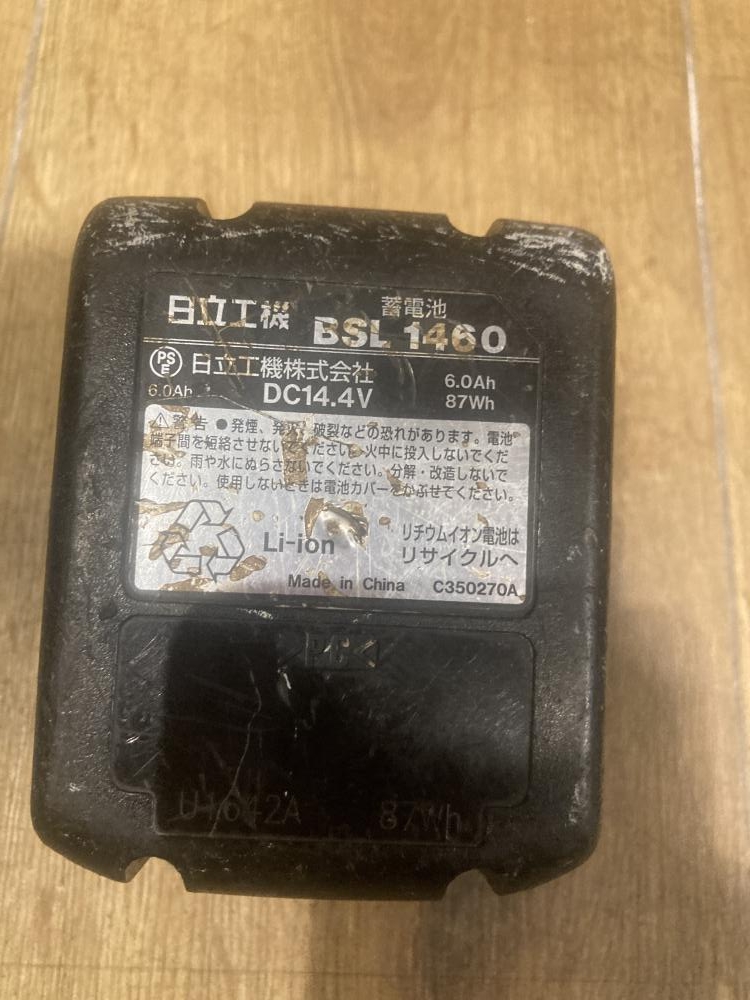 日立工機 蓄電池
BSL 1460
PSE 日立工機株式会社 6.0Ah
6.0Ah DC14.4V 87Wh
⚠警告 ●発煙、発火、破裂などの恐れがあります。電池
端子間を短絡させないでください。火中に投入しないでくだ
さい。雨や水にぬらさないでください。分解・改造しないで
ください。使用しないときは電池カバーをかぶせてください。
Li-ion リチウムイオン電池は
リサイクルへ
Made in China C350270A
>PC<
U1642A 87Wh